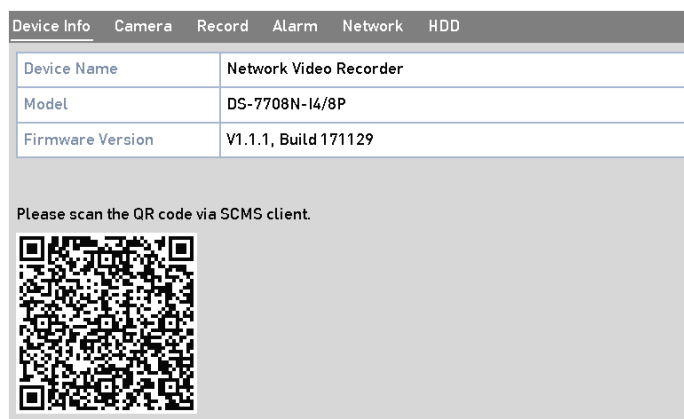 Device Info Camera Record Alarm Network HDD
Device Name Network Video Recorder
Model DS-7708N-I4/8P
Firmware Version V1.1.1, Build 171129
Please scan the QR code via SCMS client.